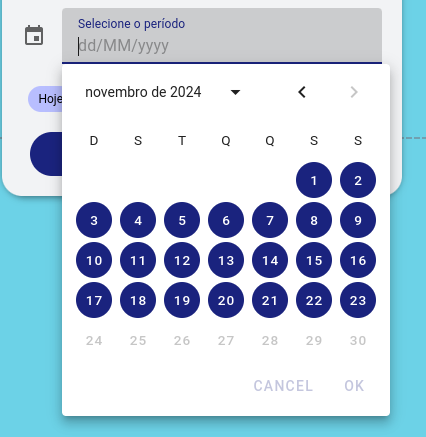 Selecione o período
dd/MM/yyyy
Hoje
novembro de 2024
D S T Q Q S S
1 2
3 4 5 6 7 8 9
10 11 12 13 14 15 16
17 18 19 20 21 22 23
24 25 26 27 28 29 30
CANCEL OK